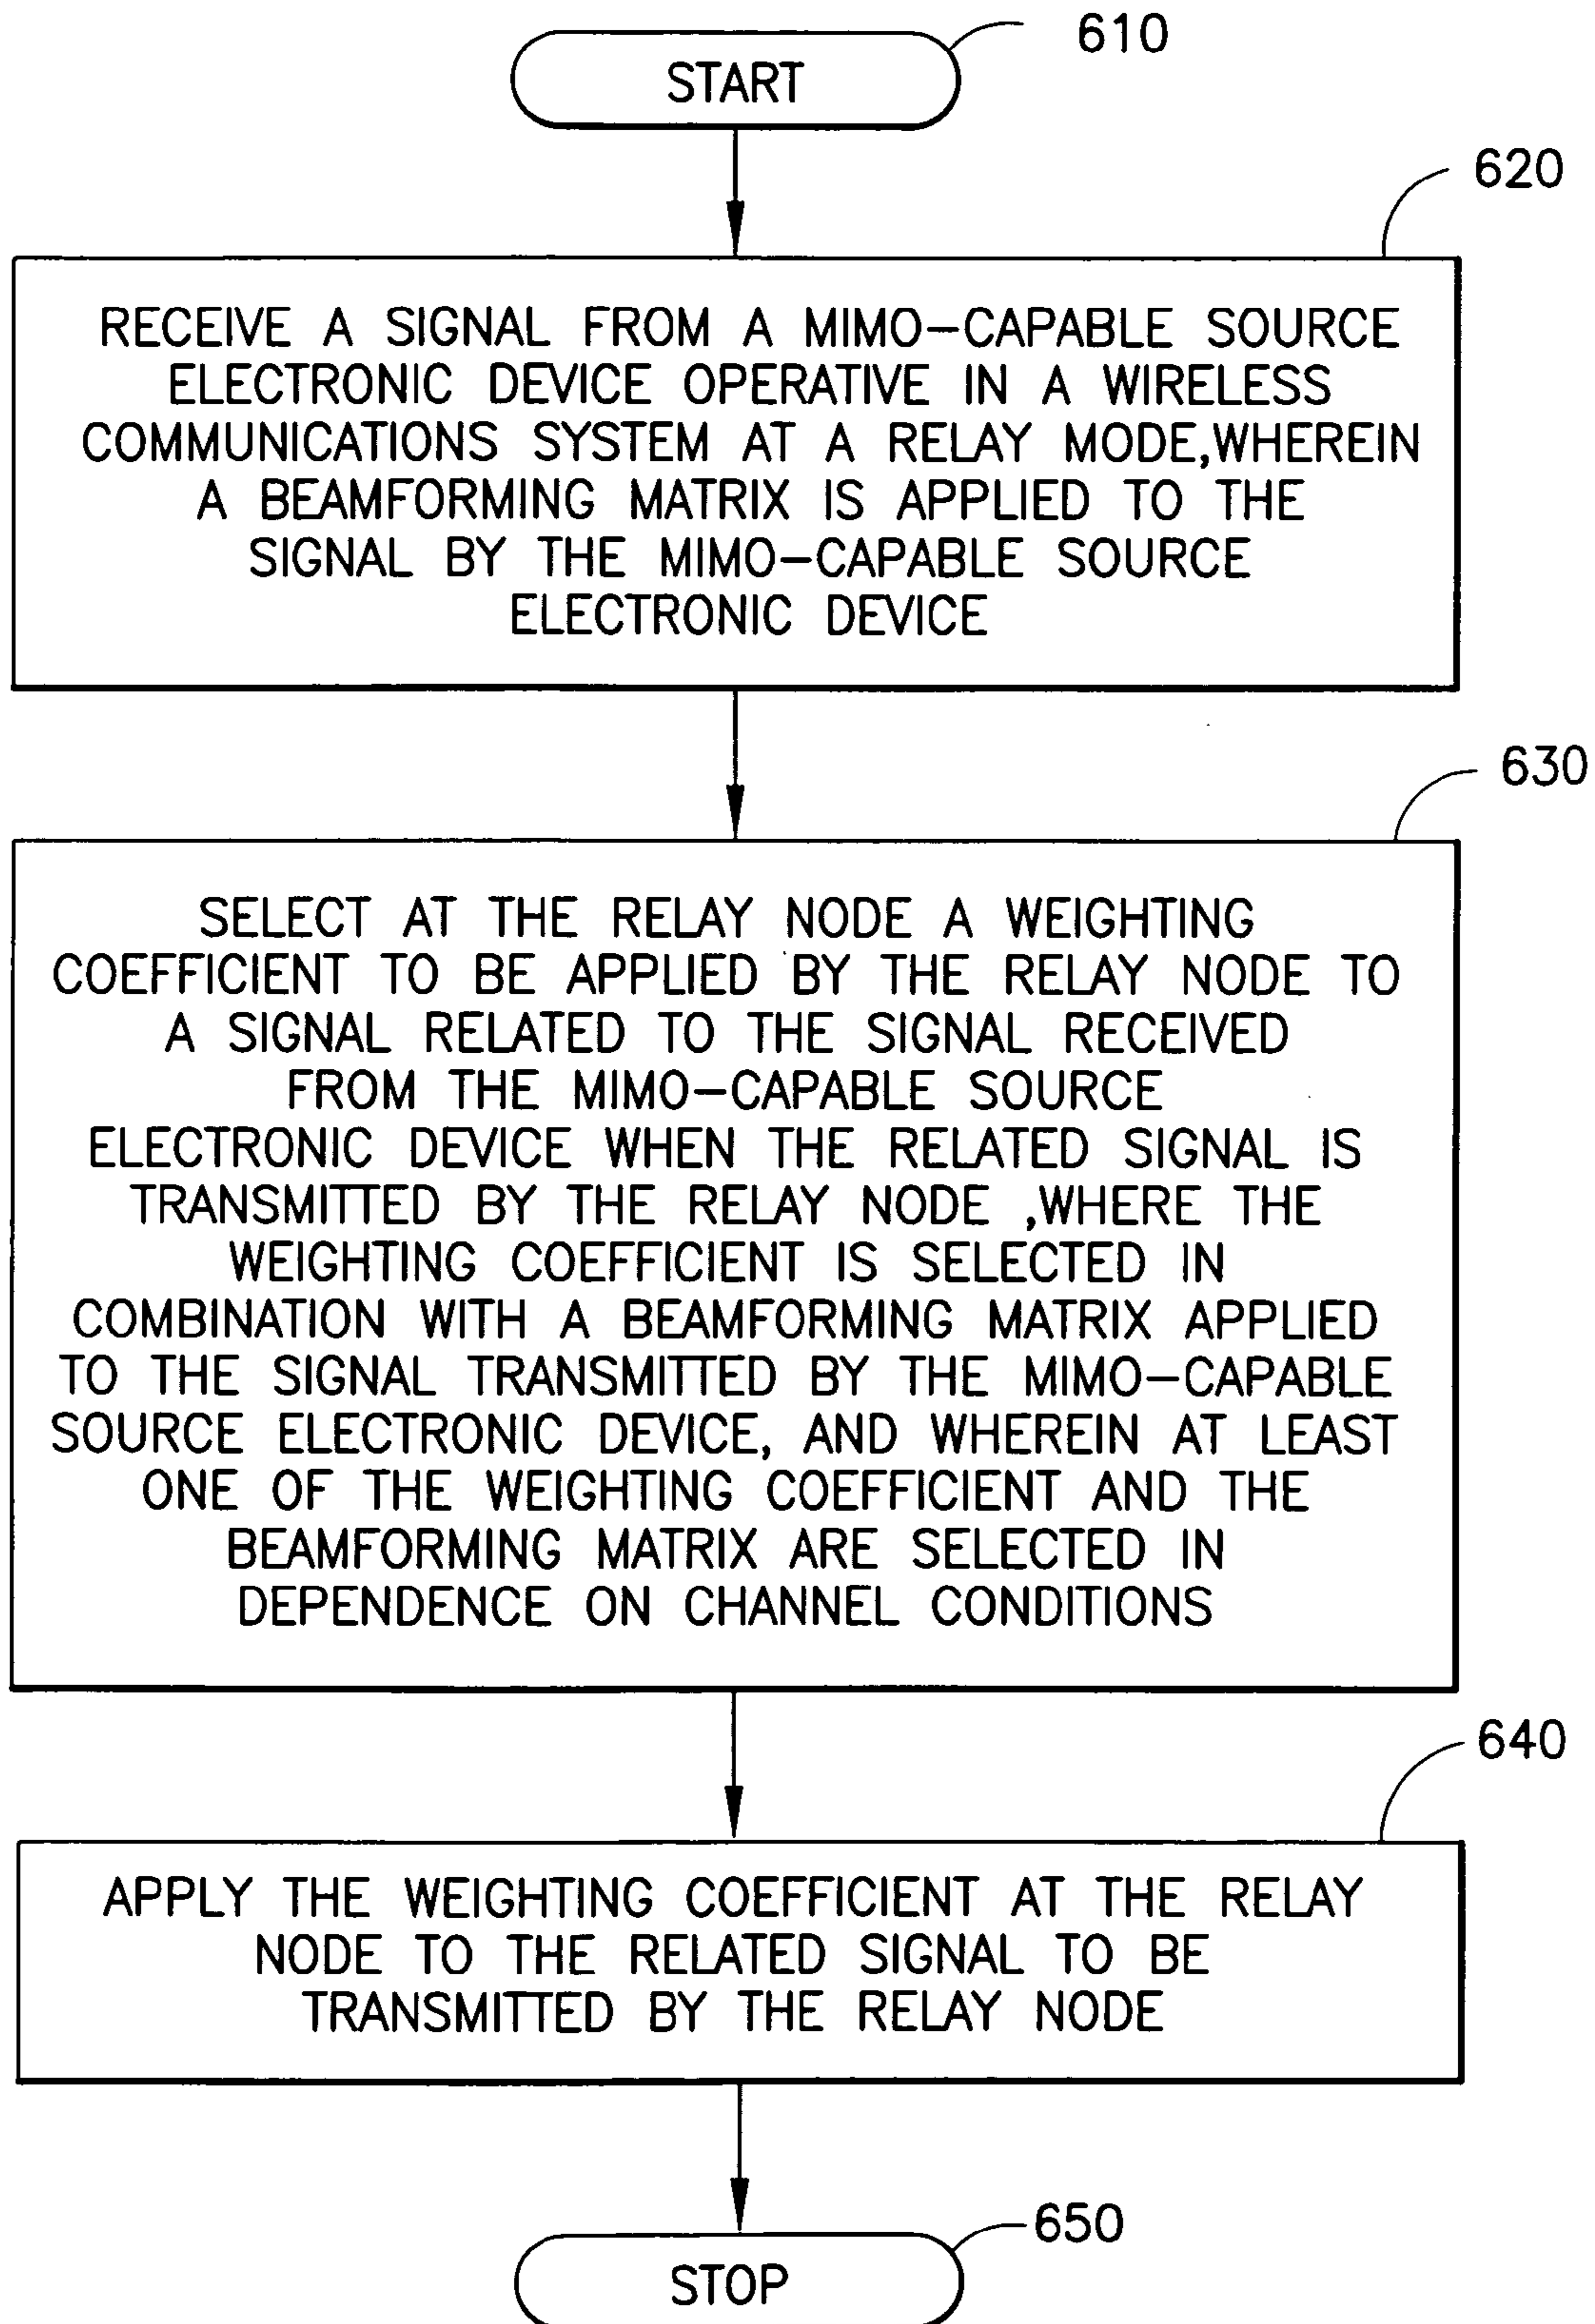 610
START
620
RECEIVE A SIGNAL FROM A MIMO-CAPABLE SOURCE
ELECTRONIC DEVICE OPERATIVE IN A WIRELESS
COMMUNICATIONS SYSTEM AT A RELAY MODE,WHEREIN
A BEAMFORMING MATRIX IS APPLIED TO THE
SIGNAL BY THE MIMO-CAPABLE SOURCE
ELECTRONIC DEVICE
630
SELECT AT THE RELAY NODE A WEIGHTING
COEFFICIENT TO BE APPLIED BY THE RELAY NODE TO
A SIGNAL RELATED TO THE SIGNAL RECEIVED
FROM THE MIMO-CAPABLE SOURCE
ELECTRONIC DEVICE WHEN THE RELATED SIGNAL IS
TRANSMITTED BY THE RELAY NODE ,WHERE THE
WEIGHTING COEFFICIENT IS SELECTED IN
COMBINATION WITH A BEAMFORMING MATRIX APPLIED
TO THE SIGNAL TRANSMITTED BY THE MIMO-CAPABLE
SOURCE ELECTRONIC DEVICE, AND WHEREIN AT LEAST
ONE OF THE WEIGHTING COEFFICIENT AND THE
BEAMFORMING MATRIX ARE SELECTED IN
DEPENDENCE ON CHANNEL CONDITIONS
640
APPLY THE WEIGHTING COEFFICIENT AT THE RELAY
NODE TO THE RELATED SIGNAL TO BE
TRANSMITTED BY THE RELAY NODE
650
STOP